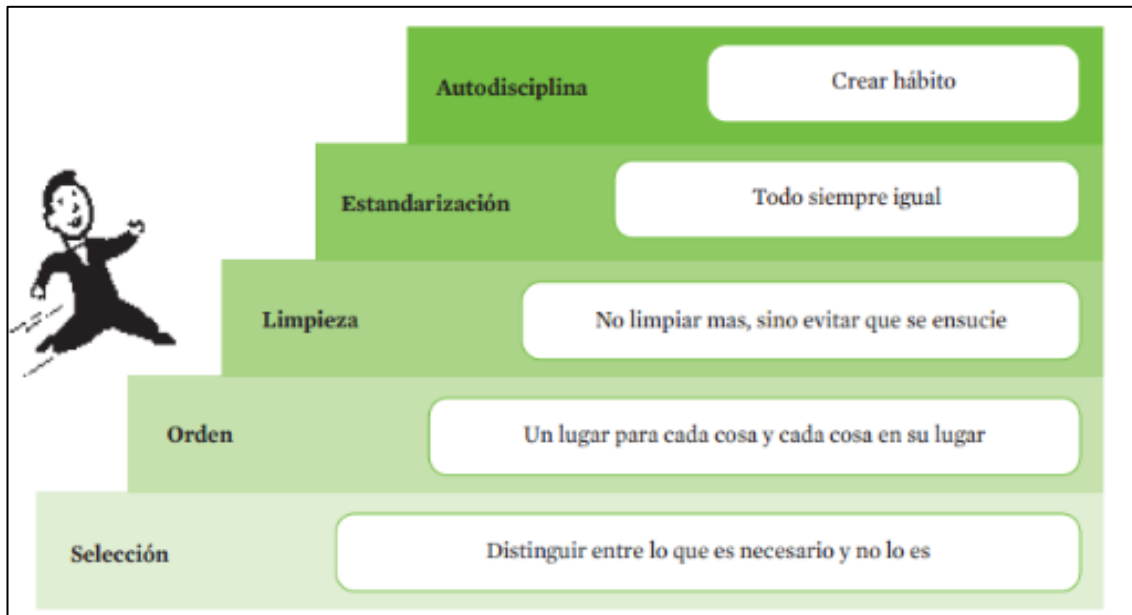 Autodisciplina
Crear hábito
Estandarización
Todo siempre igual
Limpieza
No limpiar mas, sino evitar que se ensucie
Orden
Un lugar para cada cosa y cada cosa en su lugar
Selección
Distinguir entre lo que es necesario y no lo es